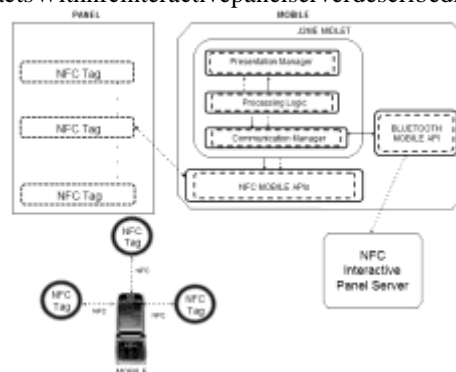 PANEL
MOBILE
J2ME MIDLET
NFC Tag
NFC Tag
NFC Tag
Presentation Manager
Processing Logic
Communication Manager
NFC MOBILE APIs
BLUETOOTH
MOBILE API
NFC
Interactive
Panel Server
NFC
Tag
NFC
NFC
Tag
NFC
NFC
NFC
Tag
MOBILE